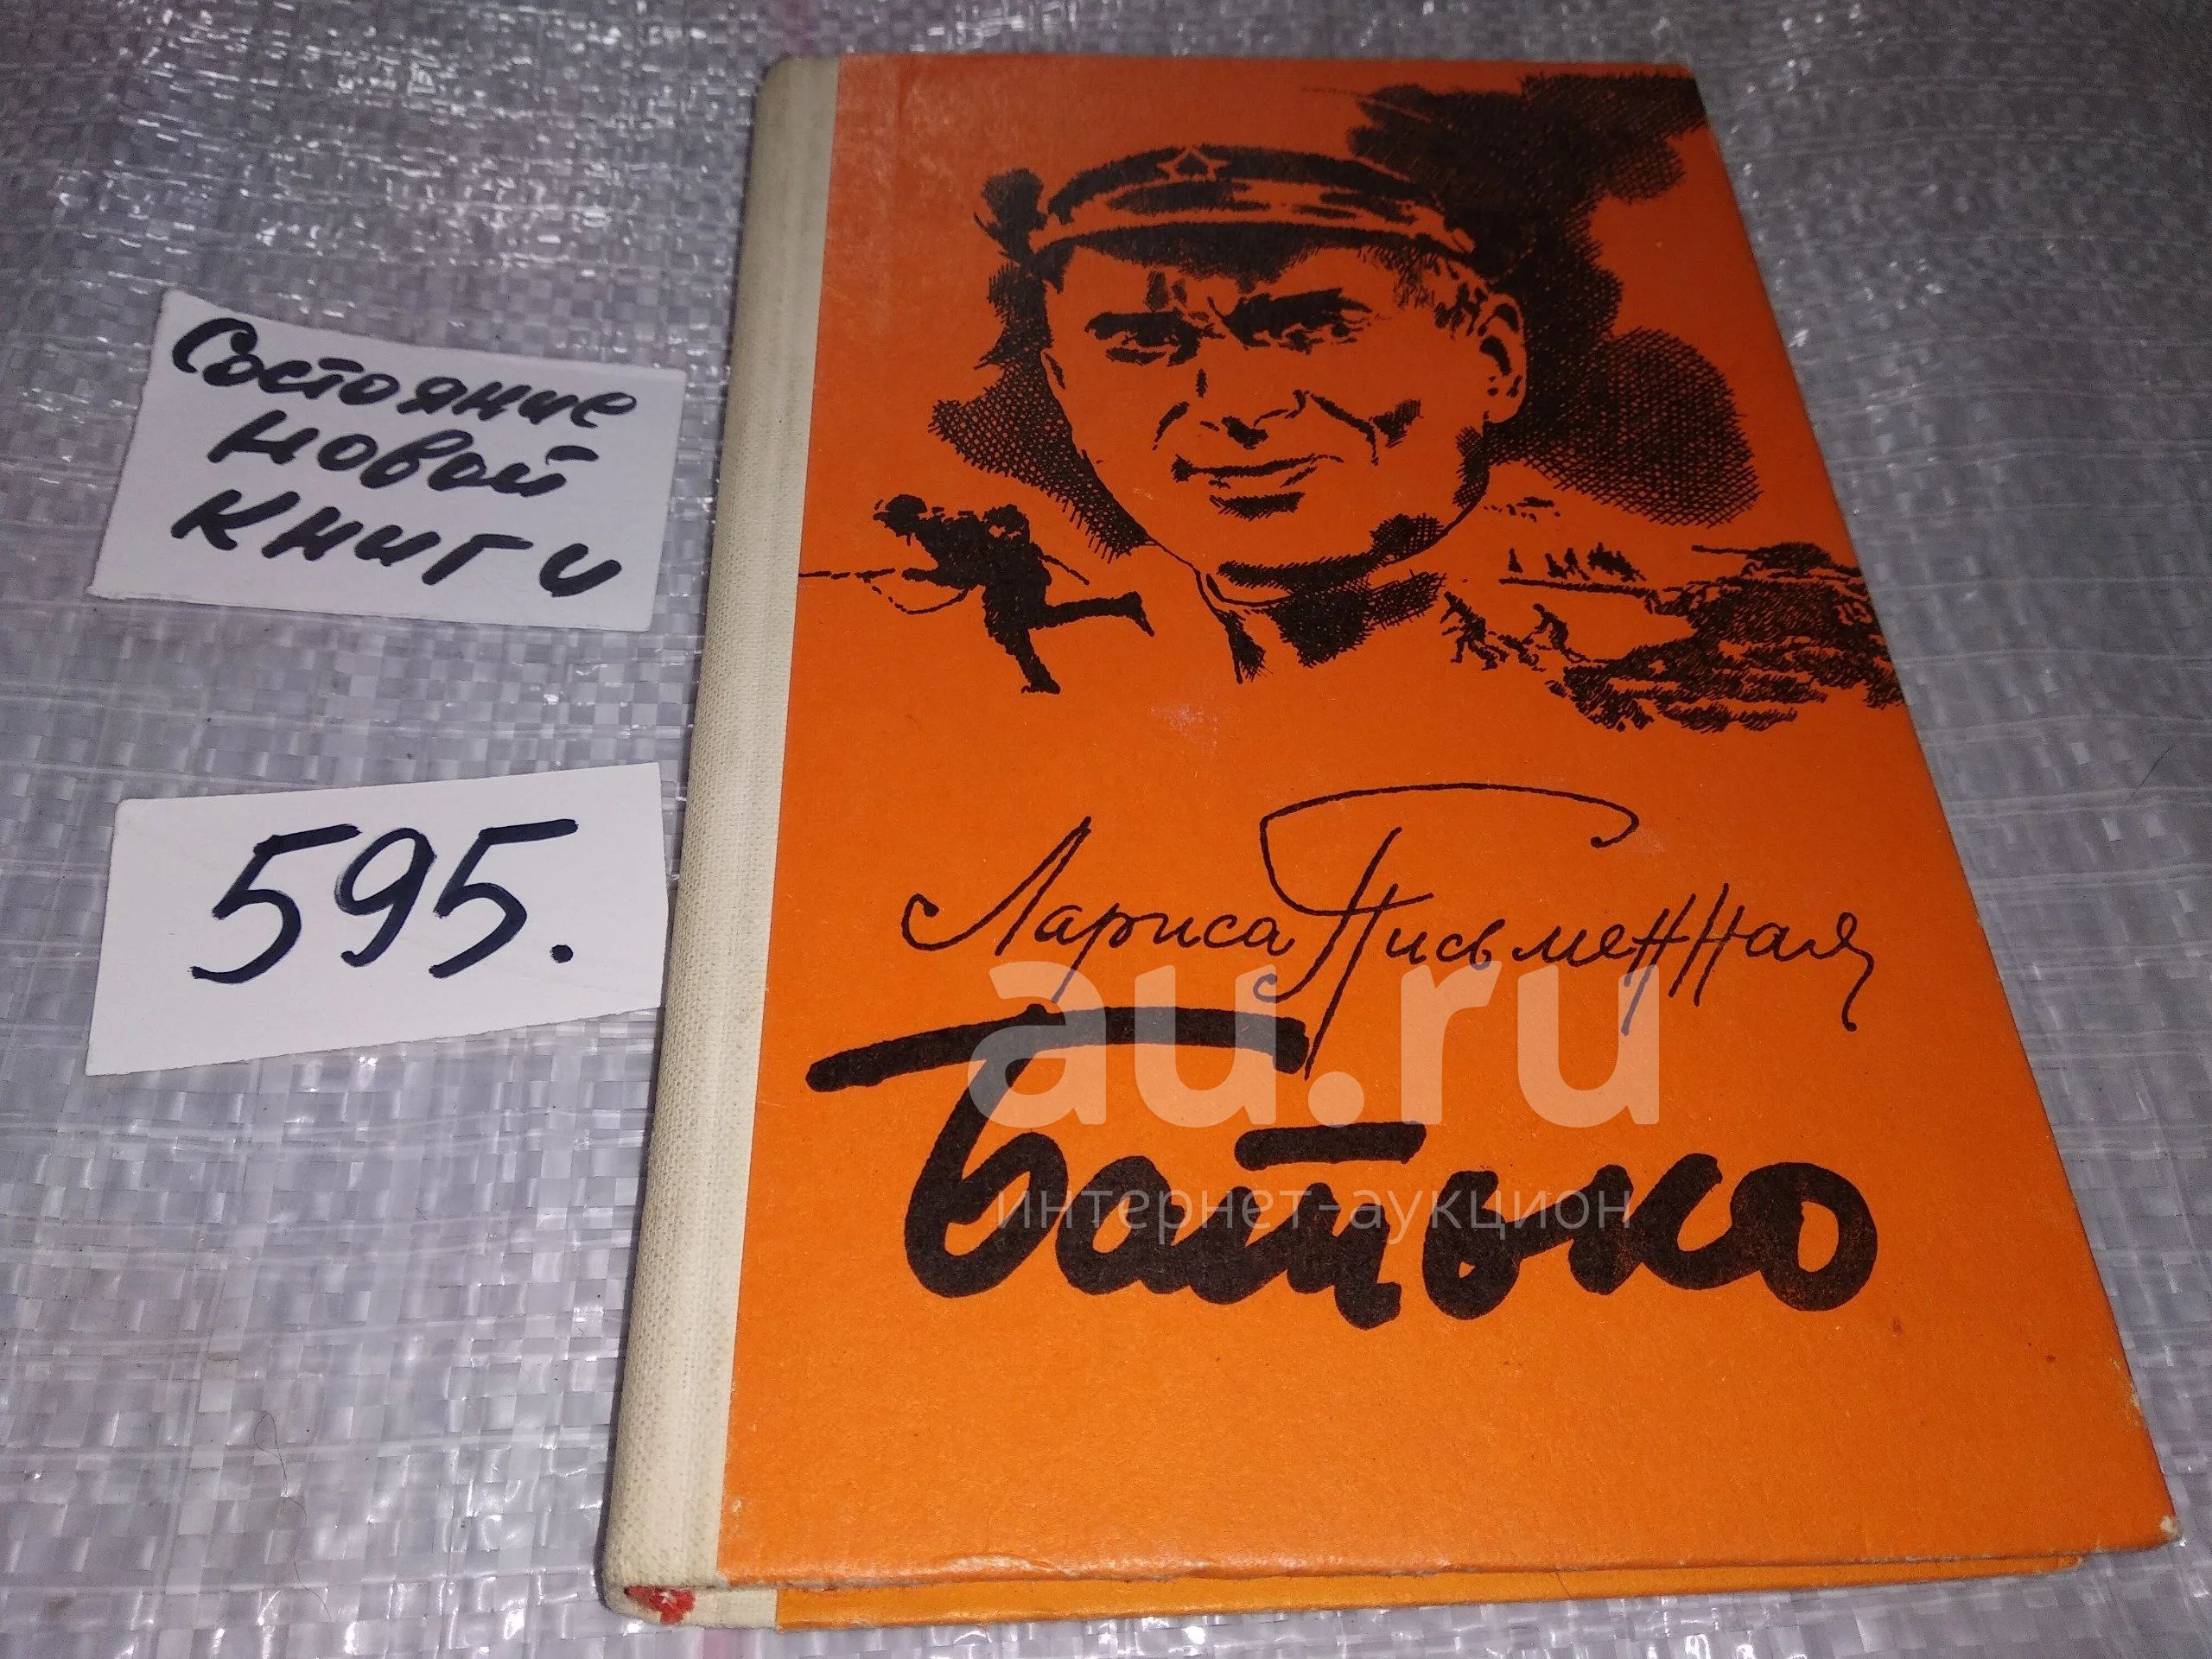 Состояние
новой
книги
595.
Лариса Письменная
Батько
au.ru
интернет-аукцион